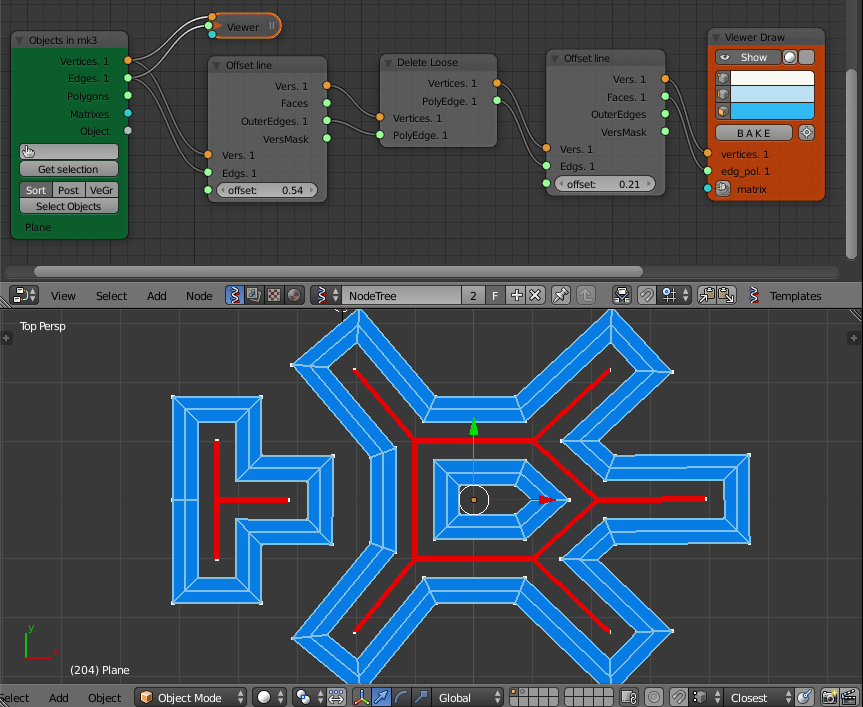 Objects in mk3
Vertices. 1
Edges. 1
Polygons
Matrixes
Object
Get selection
Sort Post VeGr
Select Objects
Plane
Viewer
Offset line
Vers. 1
Faces
OuterEdges. 1
VersMask
Vers. 1
Edgs. 1
offset: 0.54
Delete Loose
Vertices. 1
PolyEdge. 1
Vertices. 1
PolyEdge. 1
Offset line
Vers. 1
Faces. 1
OuterEdges
VersMask
Vers. 1
Edgs. 1
offset: 0.21
Viewer Draw
Show
BAKE
vertices. 1
edg_pol. 1
matrix
View Select Add Node NodeTree 2 F Templates
Top Persp
y
x
(204) Plane
Select Add Object Object Mode Global Closest